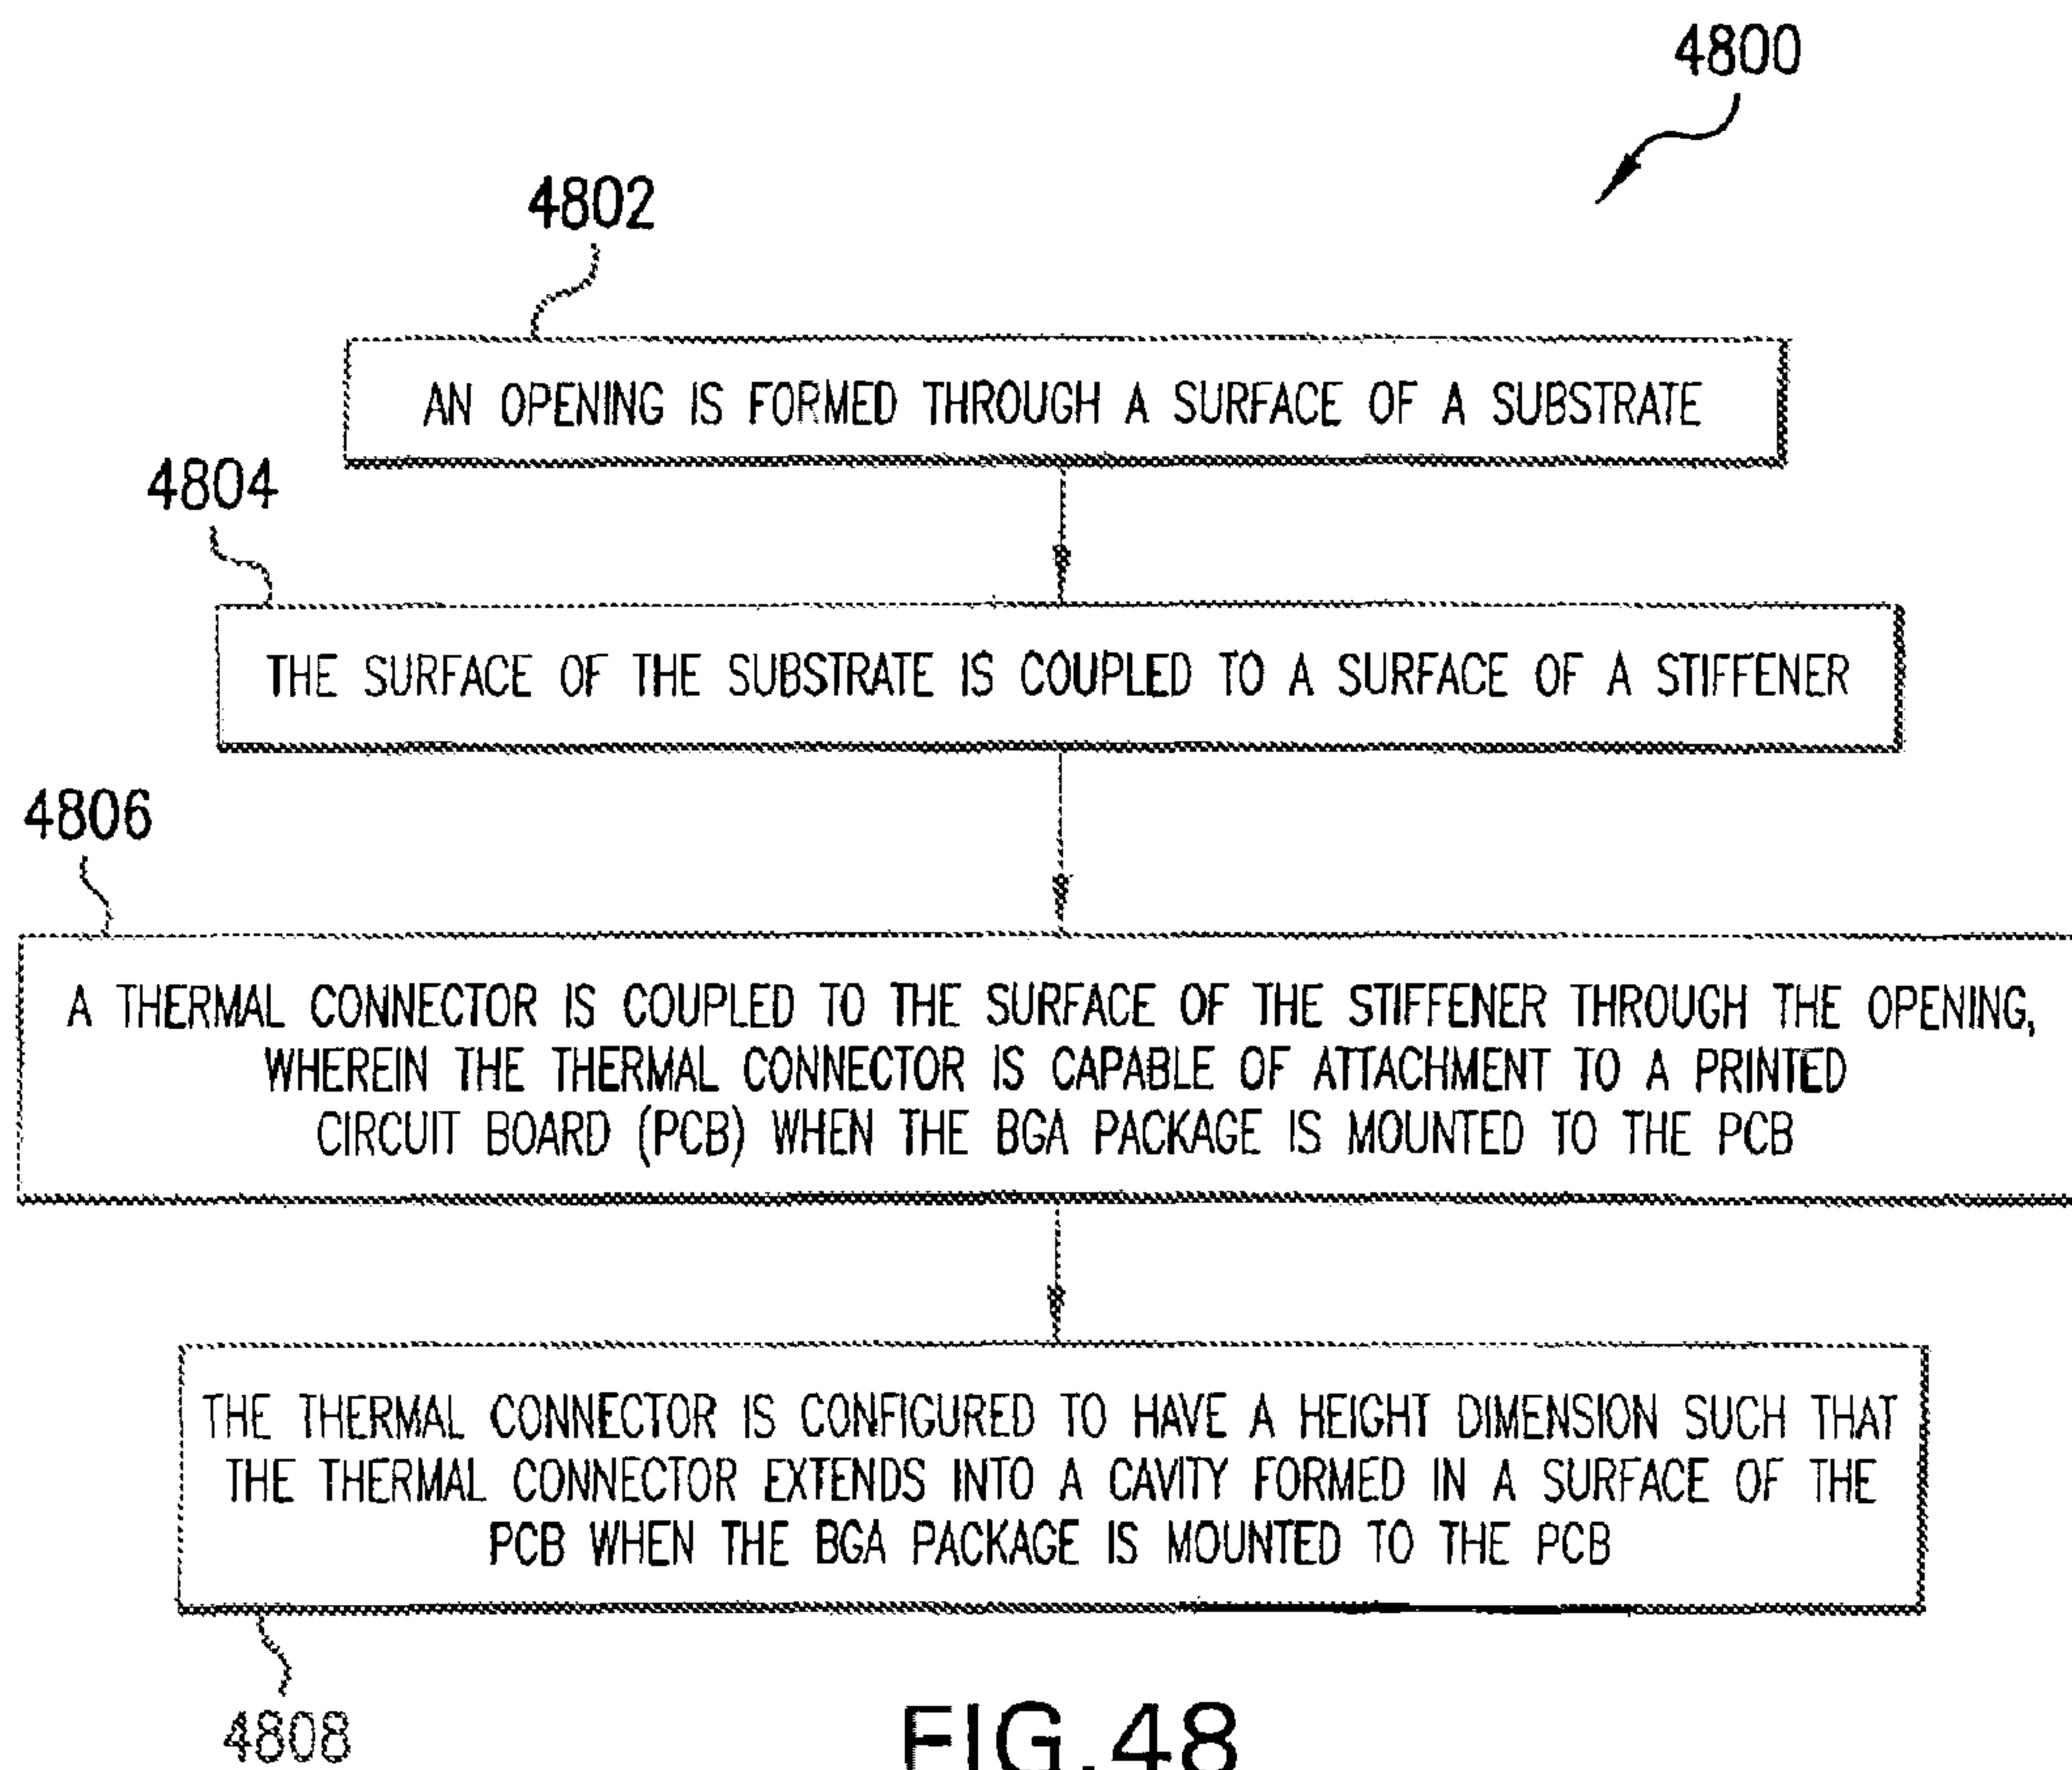 4800
4802
AN OPENING IS FORMED THROUGH A SURFACE OF A SUBSTRATE
4804
THE SURFACE OF THE SUBSTRATE IS COUPLED TO A SURFACE OF A STIFFENER
4806
A THERMAL CONNECTOR IS COUPLED TO THE SURFACE OF THE STIFFENER THROUGH THE OPENING,
WHEREIN THE THERMAL CONNECTOR IS CAPABLE OF ATTACHMENT TO A PRINTED
CIRCUIT BOARD (PCB) WHEN THE BGA PACKAGE IS MOUNTED TO THE PCB
THE THERMAL CONNECTOR IS CONFIGURED TO HAVE A HEIGHT DIMENSION SUCH THAT
THE THERMAL CONNECTOR EXTENDS INTO A CAVITY FORMED IN A SURFACE OF THE
PCB WHEN THE BGA PACKAGE IS MOUNTED TO THE PCB
4808
FIG.48